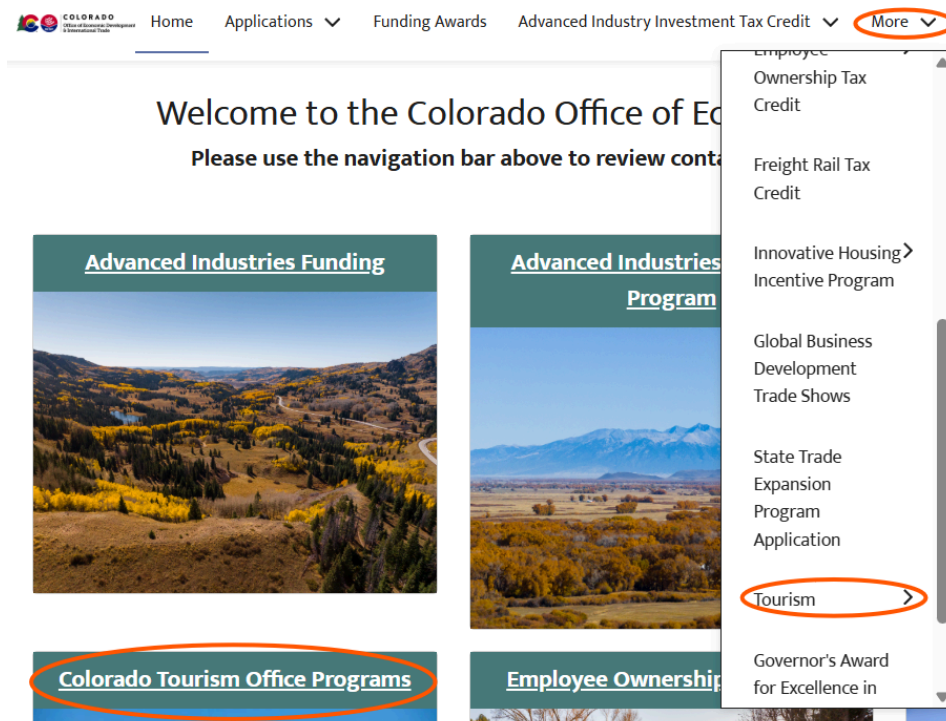 COLORADO
Office of Economic Development
& International Trade
Home Applications Funding Awards Advanced Industry Investment Tax Credit More
Employee
Ownership Tax
Credit
Freight Rail Tax
Credit
Innovative Housing
Incentive Program
Global Business
Development
Trade Shows
State Trade
Expansion
Program
Application
Tourism
Governor's Award
for Excellence in
Welcome to the Colorado Office of Ec
Please use the navigation bar above to review conta
Advanced Industries Funding
Advanced Industries
Program
Colorado Tourism Office Programs
Employee Ownership